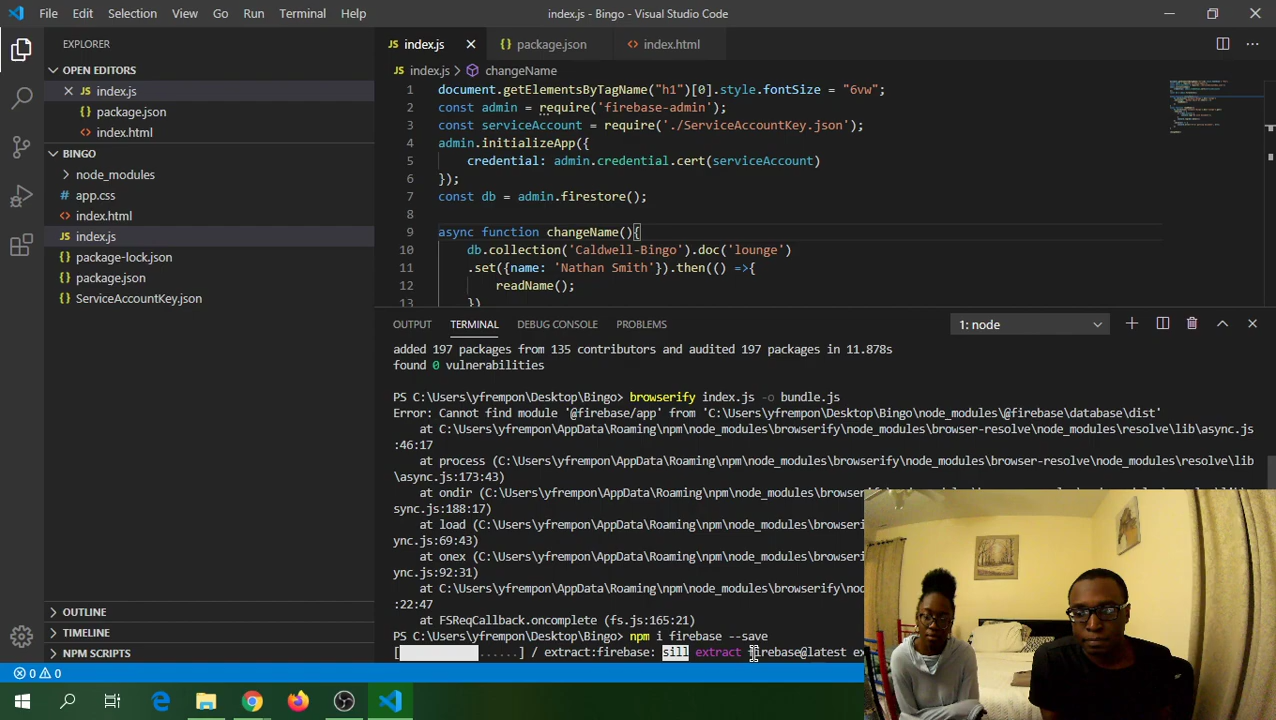 File Edit Selection View Go Run Terminal Help
index.js - Bingo - Visual Studio Code
EXPLORER
OPEN EDITORS
JS index.js
{} package.json
<> index.html
BINGO
node_modules
# app.css
<> index.html
JS index.js
{} package-lock.json
{} package.json
{} ServiceAccountKey.json
OUTLINE
TIMELINE
NPM SCRIPTS
JS index.js
{} package.json
<> index.html
JS index.js > changeName
1 document.getElementsByTagName("h1")[0].style.fontSize = "6vw";
2 const admin = require('firebase-admin');
3 const serviceAccount = require('./ServiceAccountKey.json');
4 admin.initializeApp({
5 credential: admin.credential.cert(serviceAccount)
6 });
7 const db = admin.firestore();
8
9 async function changeName(){
10 db.collection('Caldwell-Bingo').doc('lounge')
11 .set({name: 'Nathan Smith'}).then(() =>{
12 readName();
13 })
OUTPUT TERMINAL DEBUG CONSOLE PROBLEMS
1: node
added 197 packages from 135 contributors and audited 197 packages in 11.878s
found 0 vulnerabilities
PS C:\Users\yfrempon\Desktop\Bingo> browserify index.js -o bundle.js
Error: Cannot find module '@firebase/app' from 'C:\Users\yfrempon\Desktop\Bingo\node_modules\@firebase\database\dist'
at C:\Users\yfrempon\AppData\Roaming\npm\node_modules\browserify\node_modules\browser-resolve\node_modules\resolve\lib\async.js
:46:17
at process (C:\Users\yfrempon\AppData\Roaming\npm\node_modules\browserify\node_modules\browser-resolve\node_modules\resolve\lib
\async.js:173:43)
at ondir (C:\Users\yfrempon\AppData\Roaming\npm\node_modules\browser
sync.js:188:17)
at load (C:\Users\yfrempon\AppData\Roaming\npm\node_modules\browserify
ync.js:69:43)
at onex (C:\Users\yfrempon\AppData\Roaming\npm\node_modules\browserify
ync.js:92:31)
at C:\Users\yfrempon\AppData\Roaming\npm\node_modules\browserify\node
:22:47
at FSReqCallback.oncomplete (fs.js:165:21)
PS C:\Users\yfrempon\Desktop\Bingo> npm i firebase --save
[ ......] / extract:firebase: sill extract firebase@latest ex
0 0